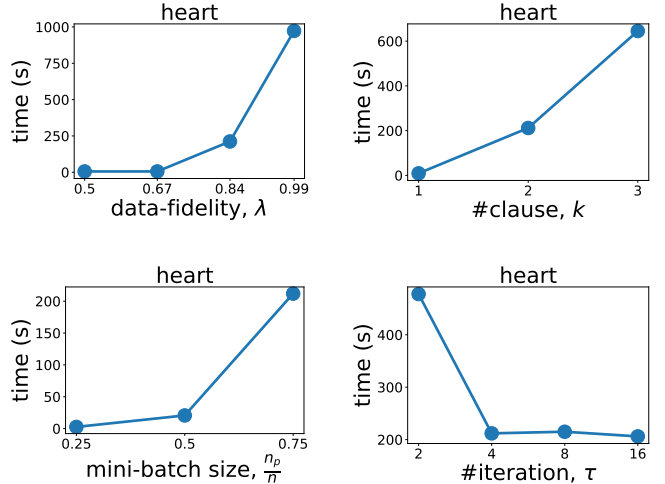 heart
time (s)
1000
750
500
250
0
0.5 0.67 0.84 0.99
data-fidelity, λ
heart
time (s)
600
400
200
0
1 2 3
#clause, k
heart
time (s)
200
150
100
50
0
0.25 0.5 0.75
mini-batch size, n_p/n
heart
time (s)
400
300
200
2 4 8 16
#iteration, τ